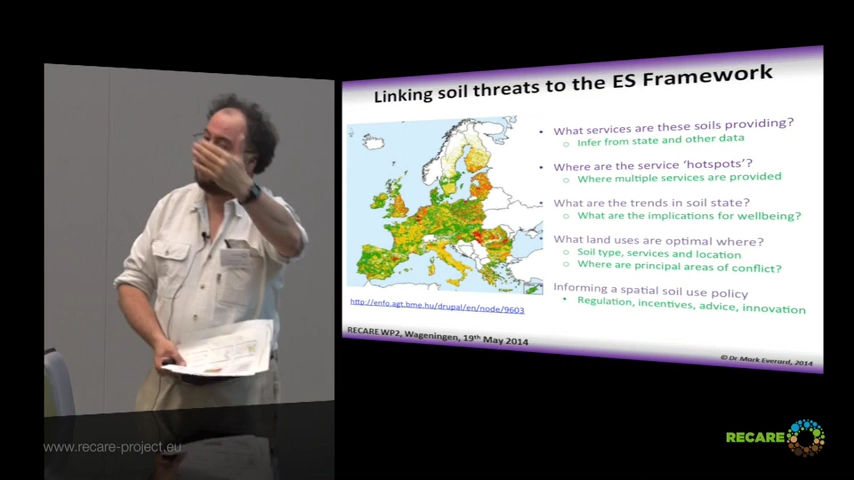 Linking soil threats to the ES Framework
• What services are these soils providing?
○ Infer from state and other data
• Where are the service ‘hotspots’?
○ Where multiple services are provided
• What are the trends in soil state?
○ What are the implications for wellbeing?
• What land uses are optimal where?
○ Soil type, services and location
○ Where are principal areas of conflict?
Informing a spatial soil use policy
• Regulation, incentives, advice, innovation
http://enfo.agt.bme.hu/drupal/en/node/9603
RECARE WP2, Wageningen, 19th May 2014
© Dr Mark Everard, 2014
www.recare-project.eu
RECARE